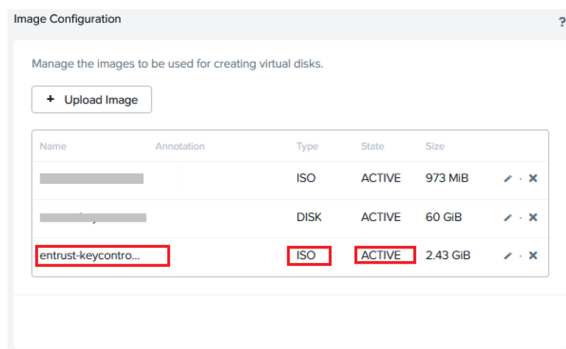 Image Configuration
?
Manage the images to be used for creating virtual disks.
+ Upload Image
Name Annotation Type State Size
ISO ACTIVE 973 MiB
DISK ACTIVE 60 GiB
entrust-keycontro... ISO ACTIVE 2.43 GiB